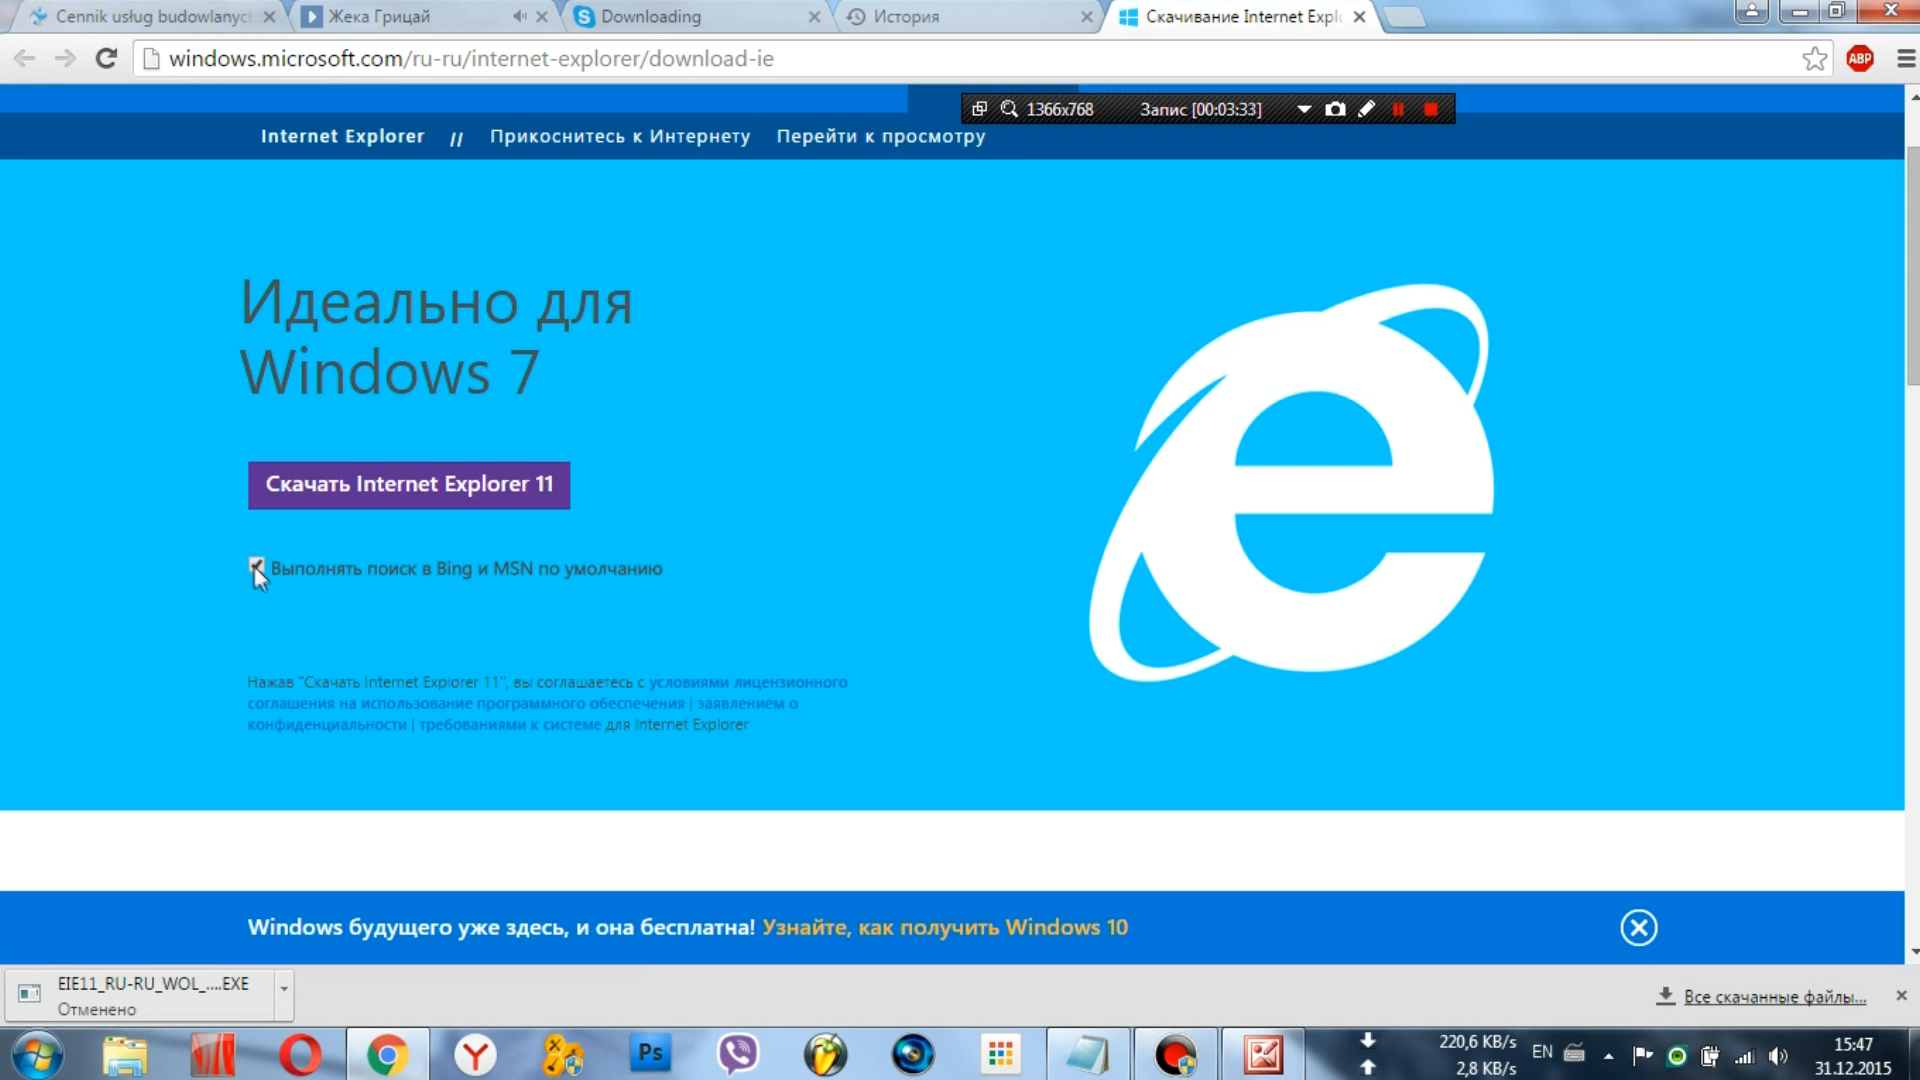 Cennik usług budowlanyc
Жека Грицай
Downloading
История
Скачивание Internet Expl
windows.microsoft.com/ru-ru/internet-explorer/download-ie
ABP
1366x768 Запис [00:03:33]
Internet Explorer // Прикоснитесь к Интернету Перейти к просмотру
Идеально для
Windows 7
Скачать Internet Explorer 11
Выполнять поиск в Bing и MSN по умолчанию
Нажав "Скачать Internet Explorer 11", вы соглашаетесь с условиями лицензионного
соглашения на использование программного обеспечения | заявлением о
конфиденциальности | требованиями к системе для Internet Explorer
Windows будущего уже здесь, и она бесплатна! Узнайте, как получить Windows 10
EIE11_RU-RU_WOL_....EXE
Отменено
Все скачанные файлы...
Ps
220,6 KB/s
2,8 KB/s
EN
15:47
31.12.2015